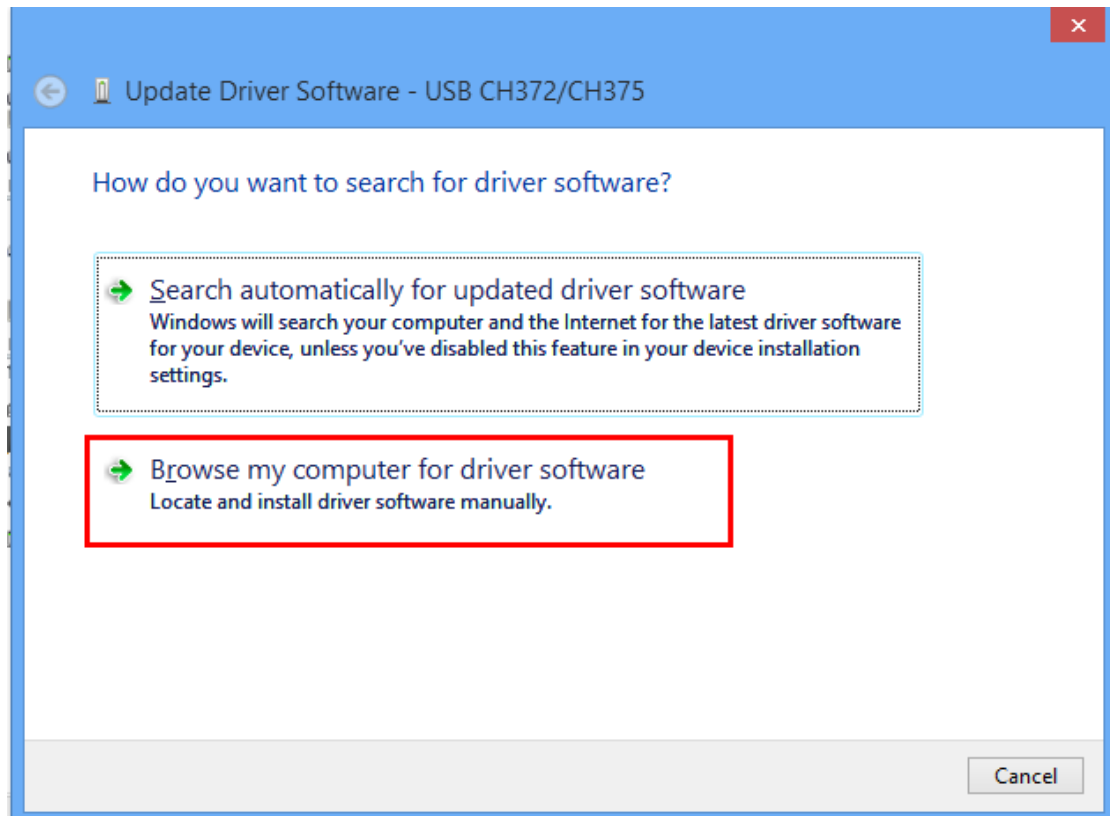 Update Driver Software - USB CH372/CH375
How do you want to search for driver software?
Search automatically for updated driver software
Windows will search your computer and the Internet for the latest driver software
for your device, unless you've disabled this feature in your device installation
settings.
Browse my computer for driver software
Locate and install driver software manually.
Cancel